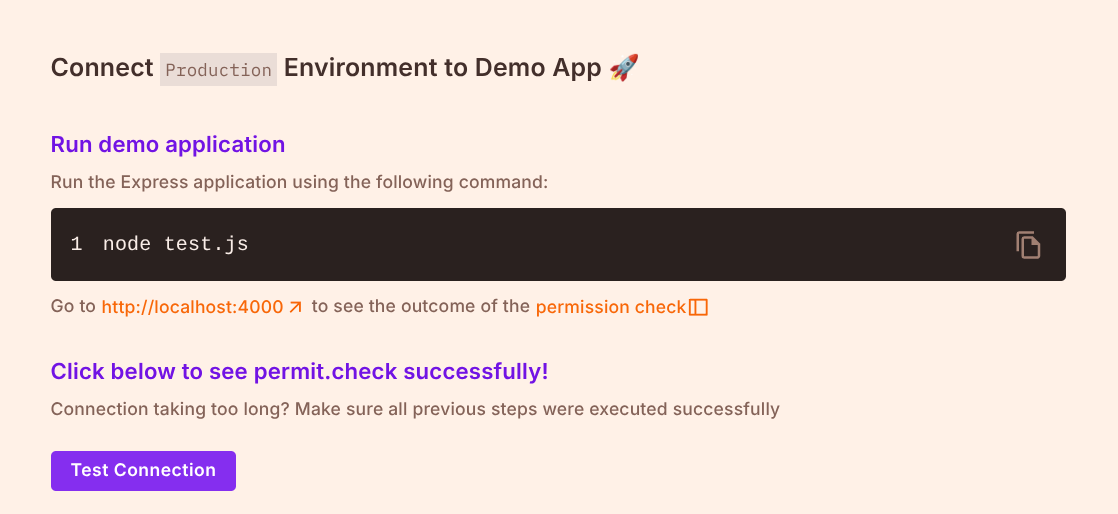 Connect Production Environment to Demo App 🚀
Run demo application
Run the Express application using the following command:
1 node test.js
Go to http://localhost:4000 to see the outcome of the permission check
Click below to see permit.check successfully!
Connection taking too long? Make sure all previous steps were executed successfully
Test Connection